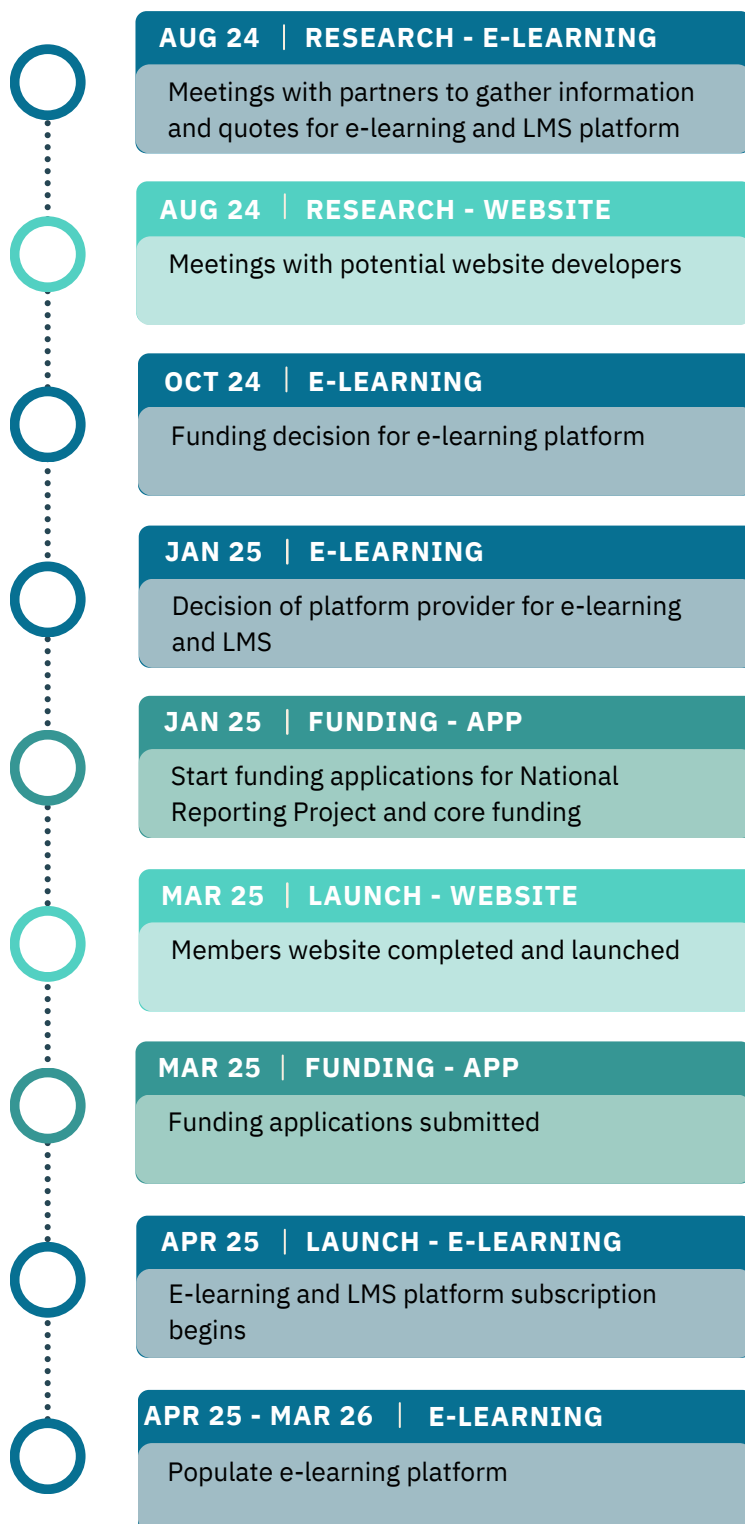 AUG 24 | RESEARCH - E-LEARNING
Meetings with partners to gather information
and quotes for e-learning and LMS platform
AUG 24 | RESEARCH - WEBSITE
Meetings with potential website developers
OCT 24 | E-LEARNING
Funding decision for e-learning platform
JAN 25 | E-LEARNING
Decision of platform provider for e-learning
and LMS
JAN 25 | FUNDING - APP
Start funding applications for National
Reporting Project and core funding
MAR 25 | LAUNCH - WEBSITE
Members website completed and launched
MAR 25 | FUNDING - APP
Funding applications submitted
APR 25 | LAUNCH - E-LEARNING
E-learning and LMS platform subscription
begins
APR 25 - MAR 26 | E-LEARNING
Populate e-learning platform